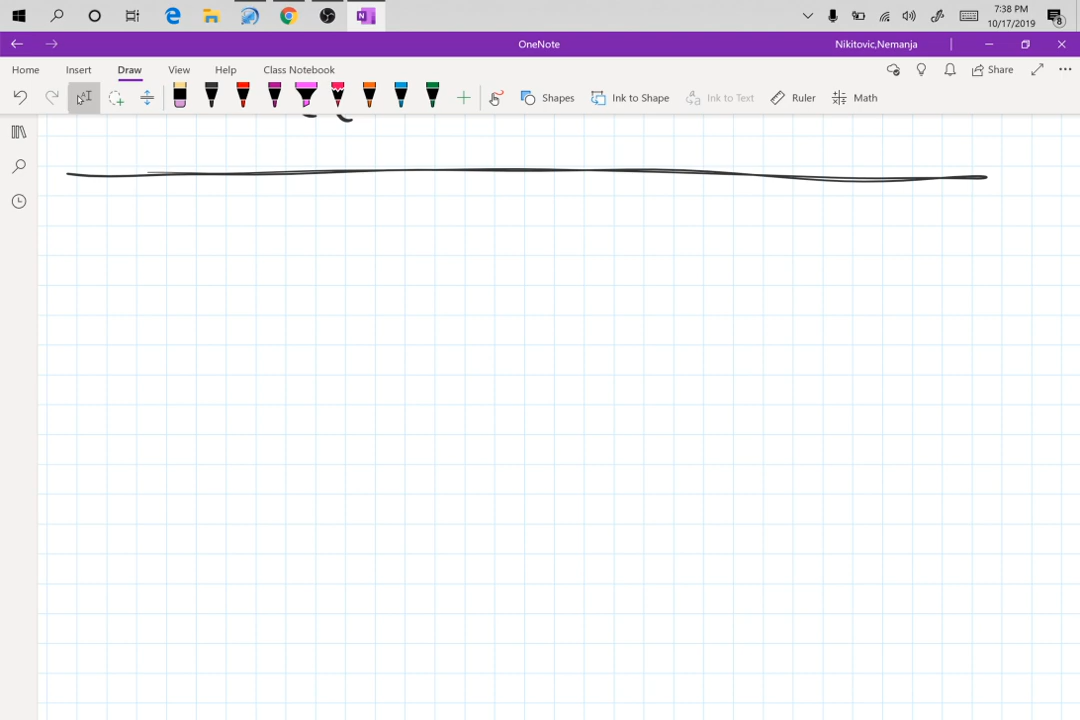 7:38 PM
10/17/2019
8
OneNote
Nikitovic,Nemanja
Home Insert Draw View Help Class Notebook
Share
Shapes Ink to Shape Ink to Text Ruler Math